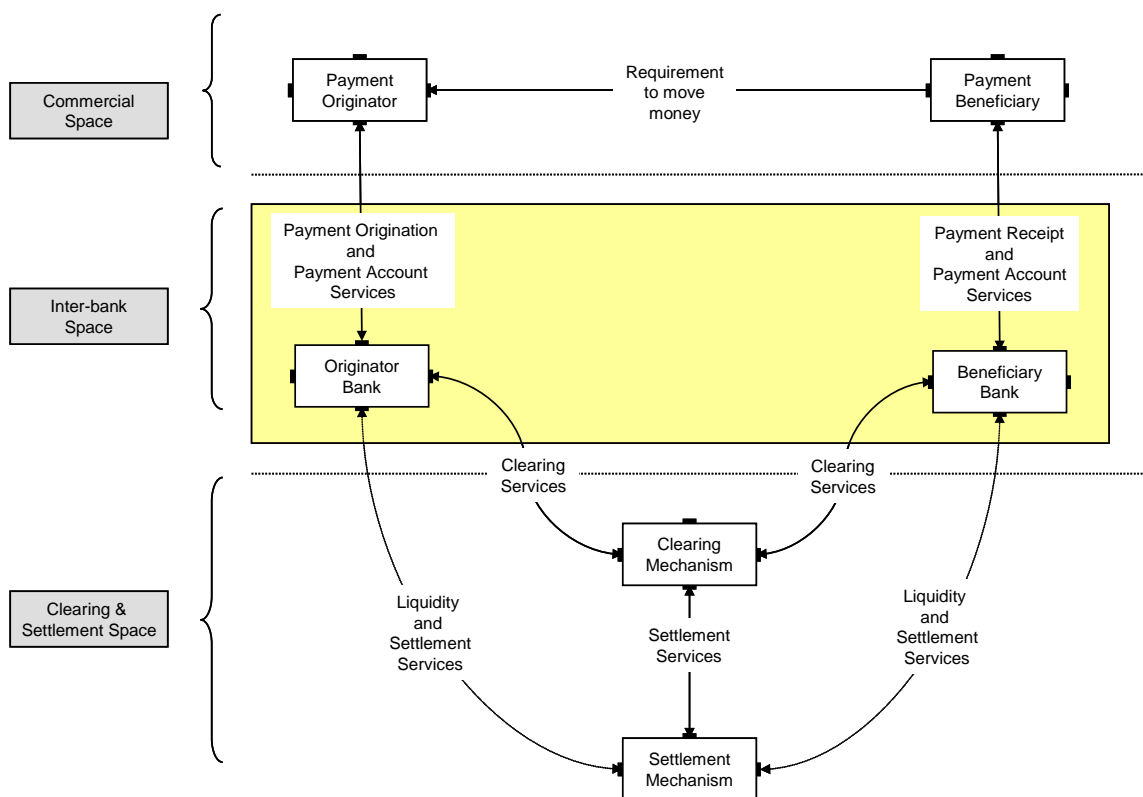 Commercial
Space
Payment
Originator
Requirement
to move
money
Payment
Beneficiary
Inter-bank
Space
Payment Origination
and
Payment Account
Services
Payment Receipt
and
Payment Account
Services
Originator
Bank
Beneficiary
Bank
Clearing
Services
Clearing
Services
Clearing &
Settlement Space
Clearing
Mechanism
Liquidity
and
Settlement
Services
Settlement
Services
Liquidity
and
Settlement
Services
Settlement
Mechanism